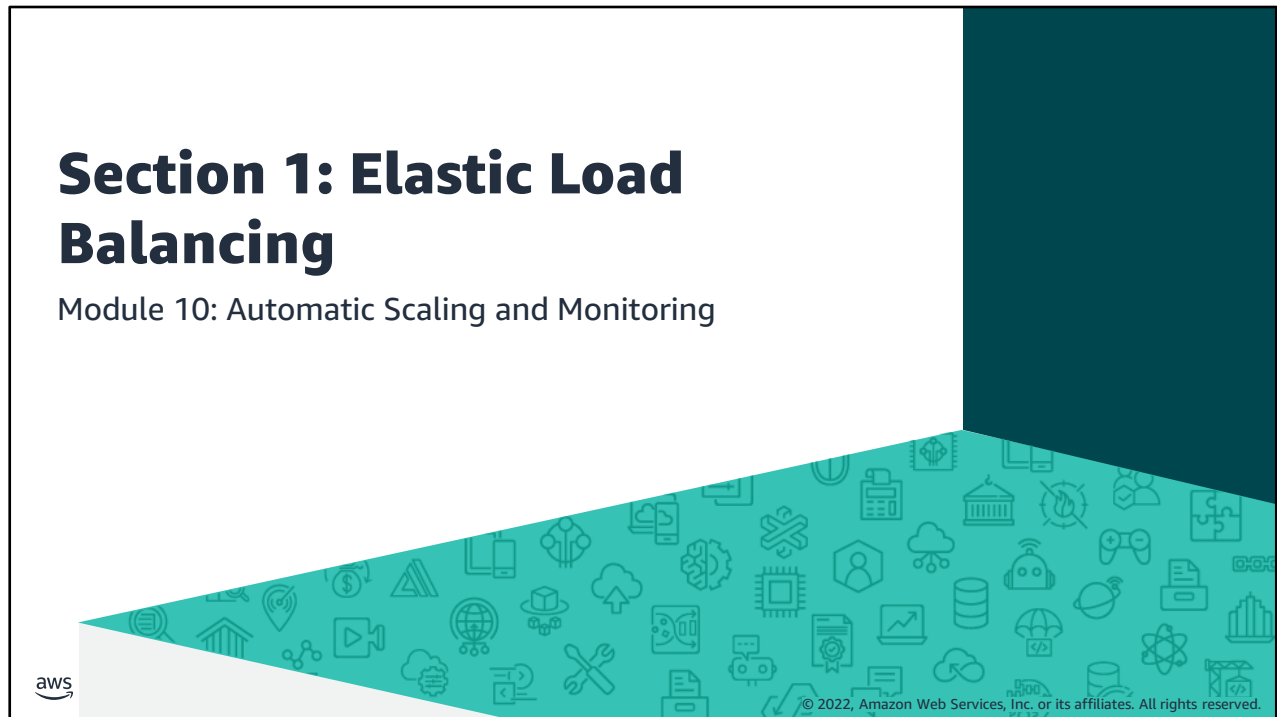 Section 1: Elastic Load
Balancing
Module 10: Automatic Scaling and Monitoring
aws
© 2022, Amazon Web Services, Inc. or its affiliates. All rights reserved.